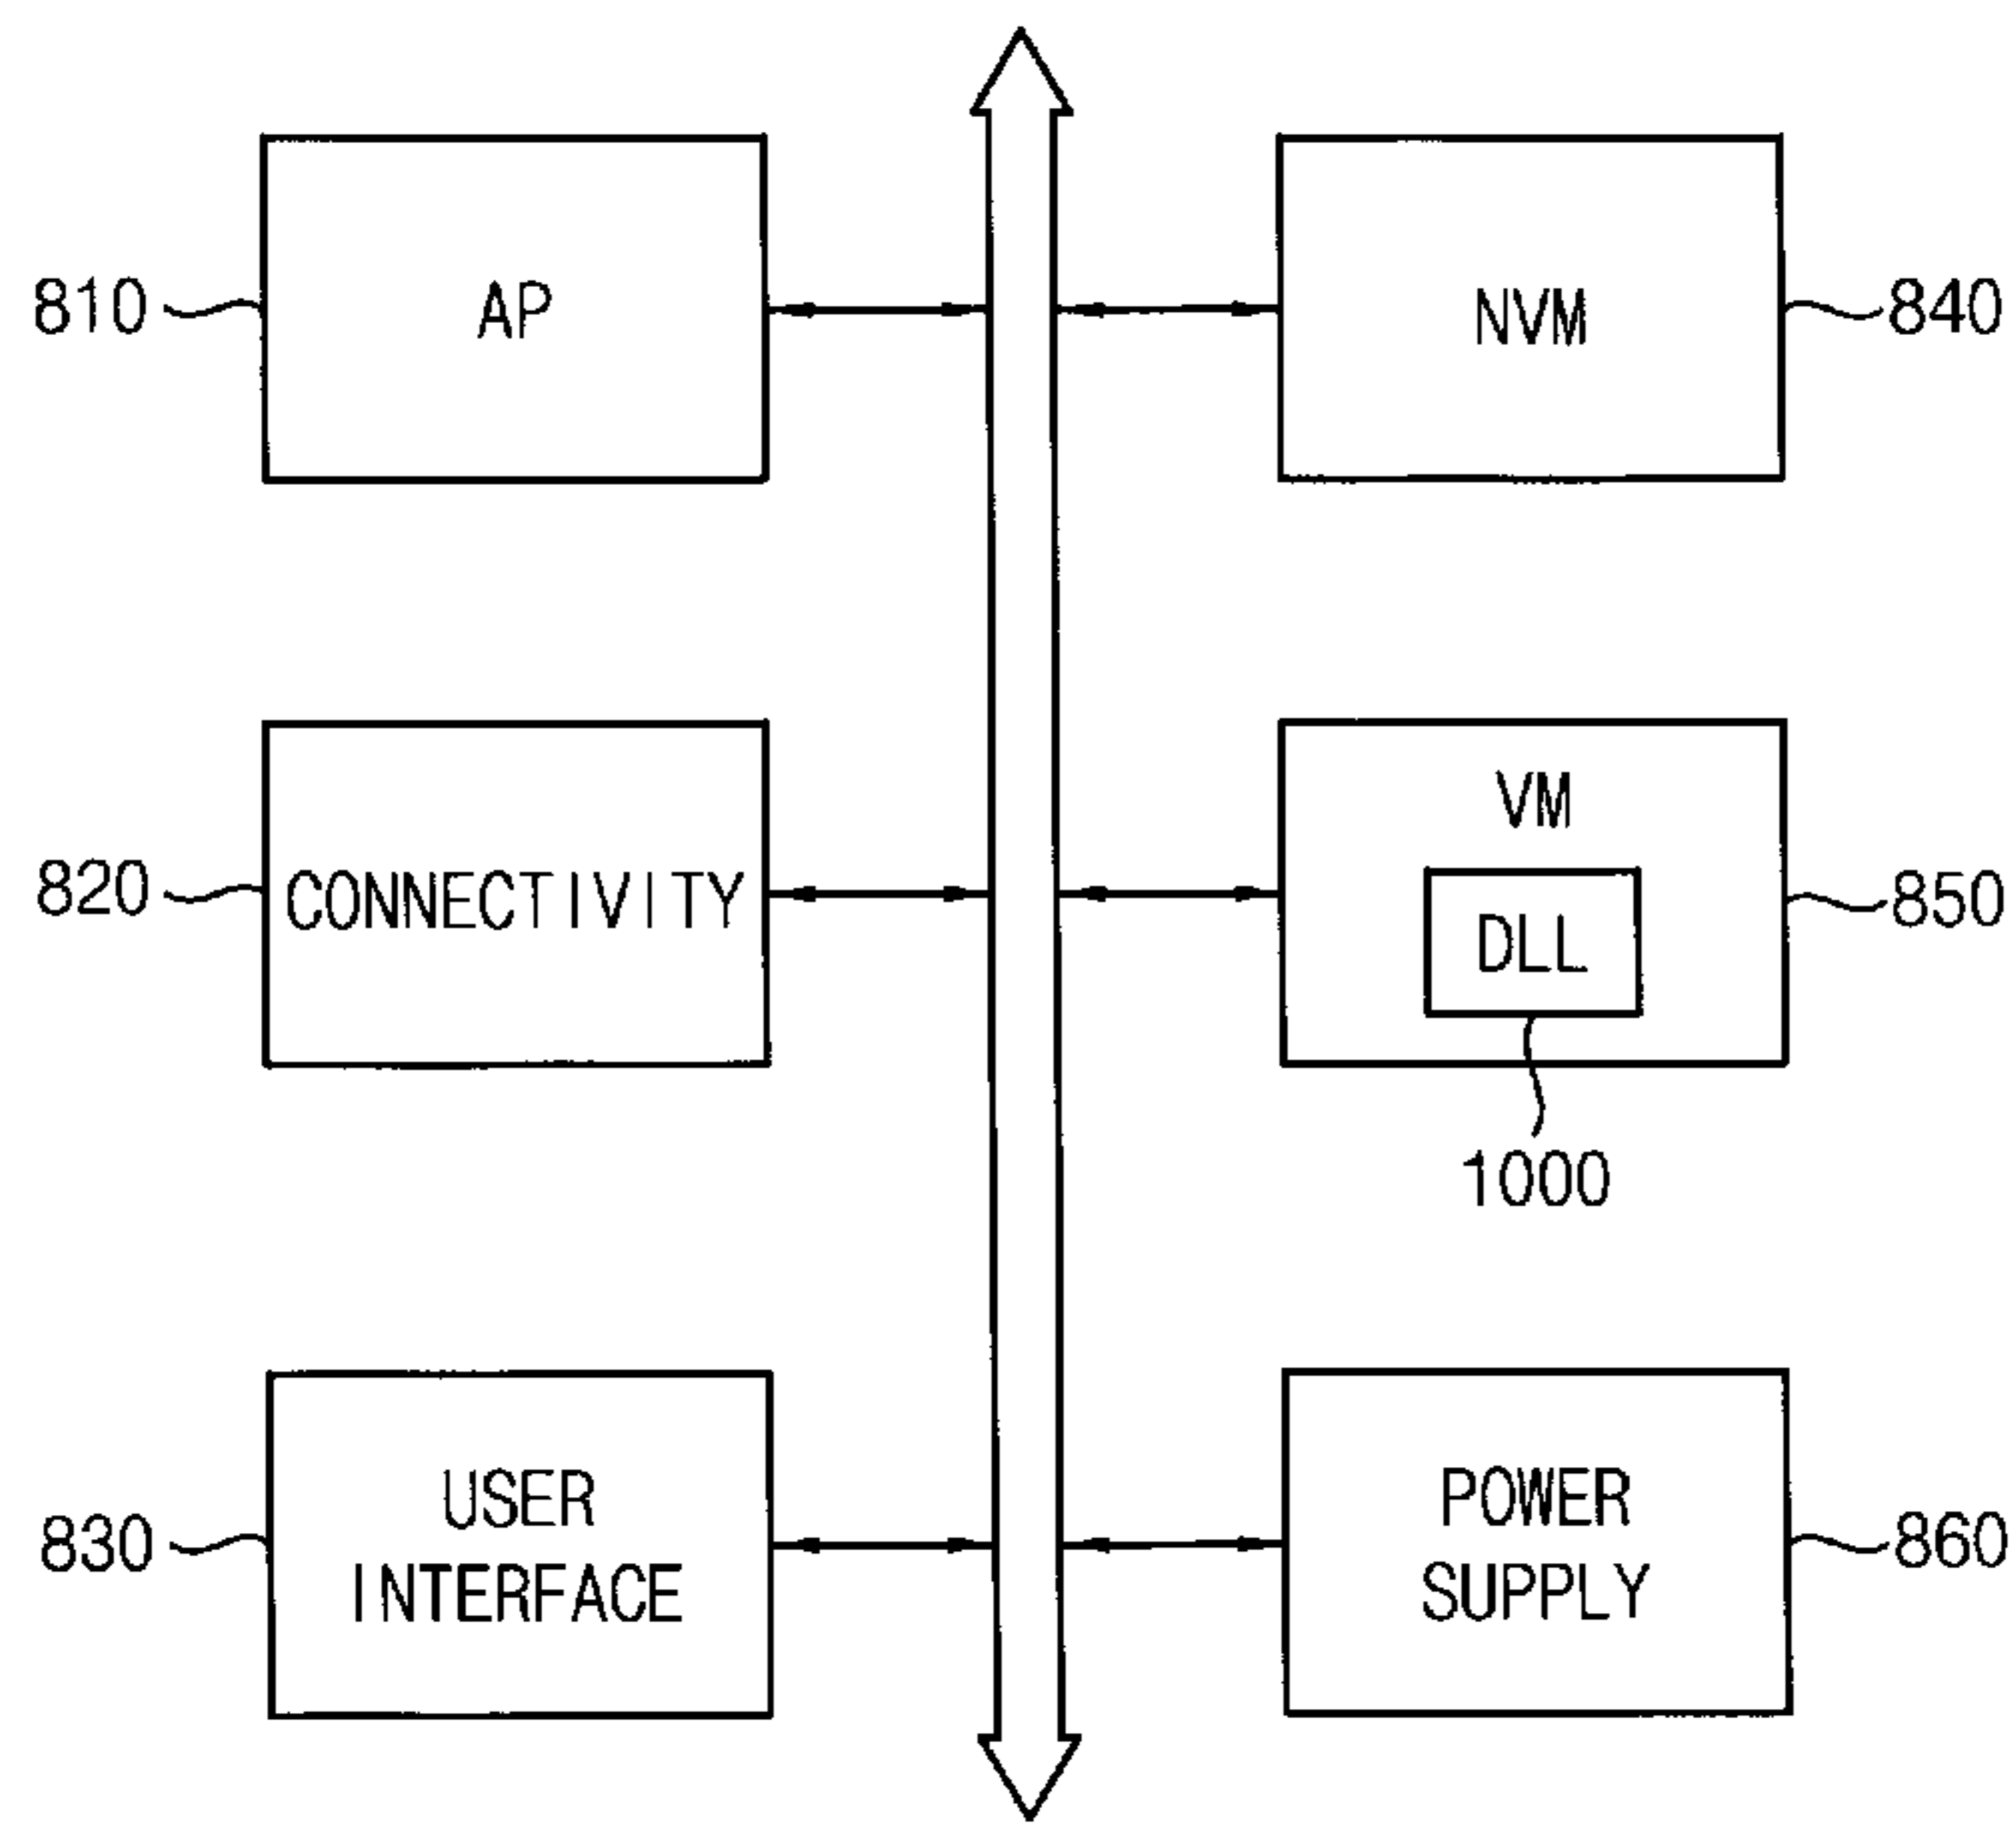 810
AP
NVM
840
820
CONNECTIVITY
VM
DLL
850
1000
830
USER
INTERFACE
POWER
SUPPLY
860